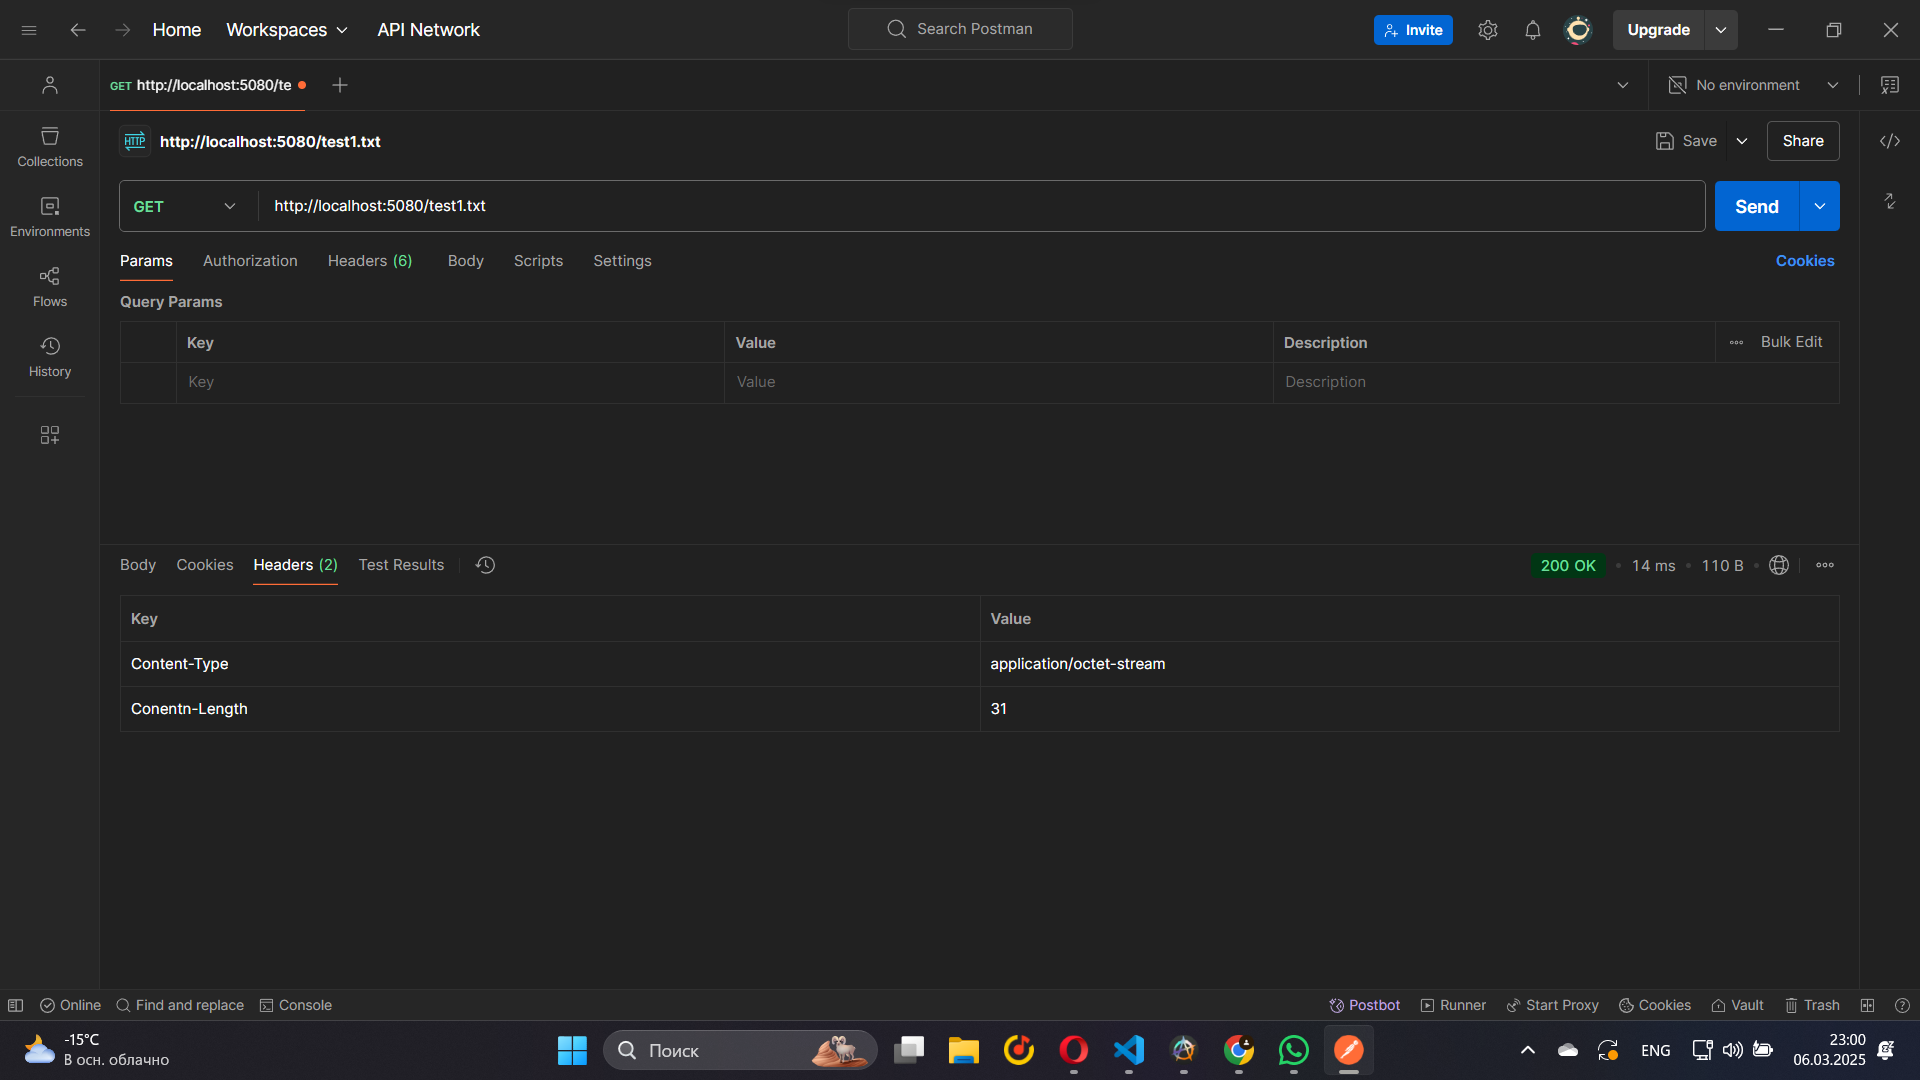 Home Workspaces API Network Search Postman Invite Upgrade
GET http://localhost:5080/te No environment
HTTP http://localhost:5080/test1.txt Save Share
Collections
GET http://localhost:5080/test1.txt Send
Environments
Params Authorization Headers (6) Body Scripts Settings Cookies
Flows
Query Params
Key Value Description Bulk Edit
History
Key Value Description
Body Cookies Headers (2) Test Results 200 OK 14 ms 110 B
Key Value
Content-Type application/octet-stream
Conentn-Length 31
Online Find and replace Console Postbot Runner Start Proxy Cookies Vault Trash
-15°C
В осн. облачно
Поиск
ENG
23:00
06.03.2025